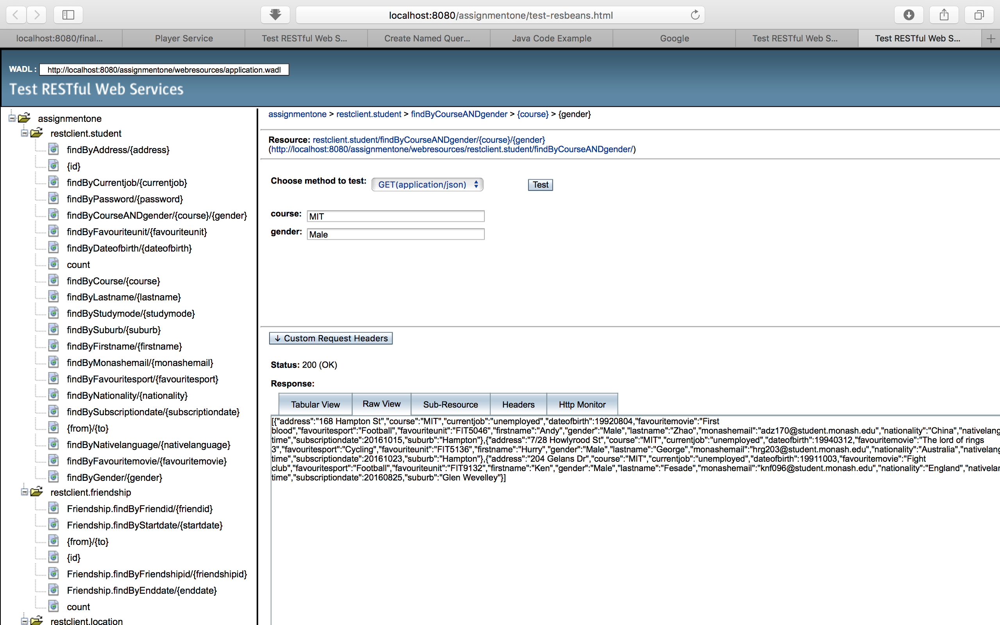 localhost:8080/assignmentone/test-resbeans.html
localhost:8080/final...
Player Service
Test RESTful Web S...
Create Named Quer...
Java Code Example
Google
Test RESTful Web S...
Test RESTful Web S...
WADL : http://localhost:8080/assignmentone/webresources/application.wadl
Test RESTful Web Services
assignmentone
restclient.student
findByAddress/{address}
{id}
findByCurrentjob/{currentjob}
findByPassword/{password}
findByCourseANDgender/{course}/{gender}
findByFavouriteunit/{favouriteunit}
findByDateofbirth/{dateofbirth}
count
findByCourse/{course}
findByLastname/{lastname}
findByStudymode/{studymode}
findBySuburb/{suburb}
findByFirstname/{firstname}
findByMonashemail/{monashemail}
findByFavouritesport/{favouritesport}
findByNationality/{nationality}
findBySubscriptiondate/{subscriptiondate}
{from}/{to}
findByNativelanguage/{nativelanguage}
findByFavouritemovie/{favouritemovie}
findByGender/{gender}
restclient.friendship
Friendship.findByFriendid/{friendid}
Friendship.findByStartdate/{startdate}
{from}/{to}
{id}
Friendship.findByFriendshipid/{friendshipid}
Friendship.findByEnddate/{enddate}
count
restclient.location
assignmentone > restclient.student > findByCourseANDgender > {course} > {gender}
Resource: restclient.student/findByCourseANDgender/{course}/{gender}
(http://localhost:8080/assignmentone/webresources/restclient.student/findByCourseANDgender/)
Choose method to test: GET(application/json) Test
course: MIT
gender: Male
↓ Custom Request Headers
Status: 200 (OK)
Response:
Tabular View Raw View Sub-Resource Headers Http Monitor
[{"address":"168 Hampton St","course":"MIT","currentjob":"unemployed","dateofbirth":19920804,"favouritemovie":"First
blood","favouritesport":"Football","favouriteunit":"FIT5046","firstname":"Andy","gender":"Male","lastname":"Zhao","monashemail":"adz170@student.monash.edu","nationality":"China","nativelang
time","subscriptiondate":20161015,"suburb":"Hampton"},{"address":"7/28 Howlyrood St","course":"MIT","currentjob":"unemployed","dateofbirth":19940312,"favouritemovie":"The lord of rings
3","favouritesport":"Cycling","favouriteunit":"FIT5136","firstname":"Hurry","gender":"Male","lastname":"George","monashemail":"hrg203@student.monash.edu","nationality":"Australia","nativelang
time","subscriptiondate":20161023,"suburb":"Hampton"},{"address":"204 Gelans Dr","course":"MIT","currentjob":"unemployed","dateofbirth":19911003,"favouritemovie":"Fight
club","favouritesport":"Football","favouriteunit":"FIT9132","firstname":"Ken","gender":"Male","lastname":"Fesade","monashemail":"knf096@student.monash.edu","nationality":"England","nativelan
time","subscriptiondate":20160825,"suburb":"Glen Wevelley"}]